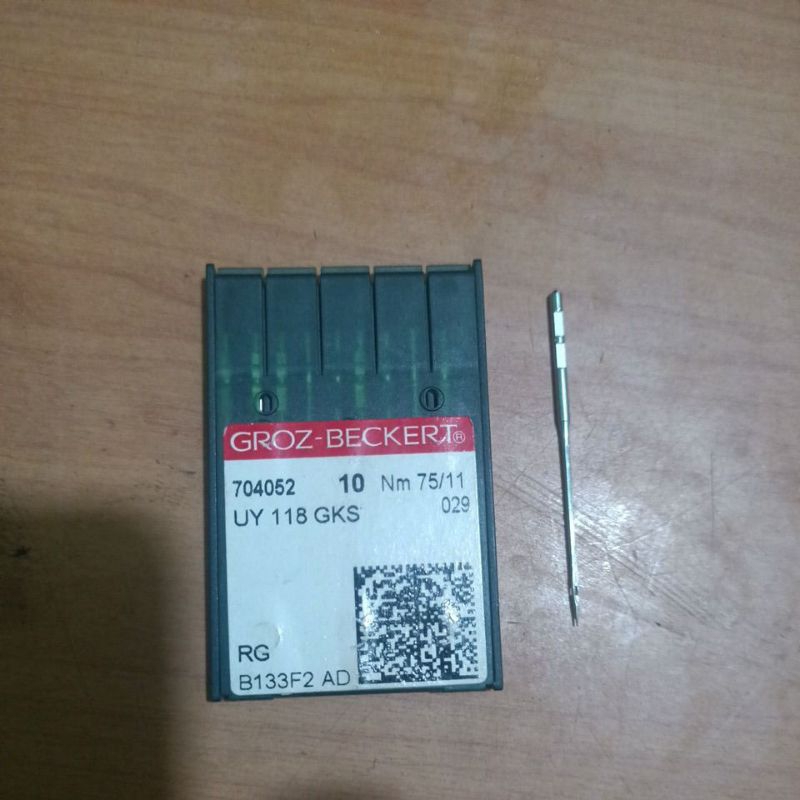 GROZ-BECKERT®
704052 10 Nm 75/11
UY 118 GKS 029
RG
B133F2 AD